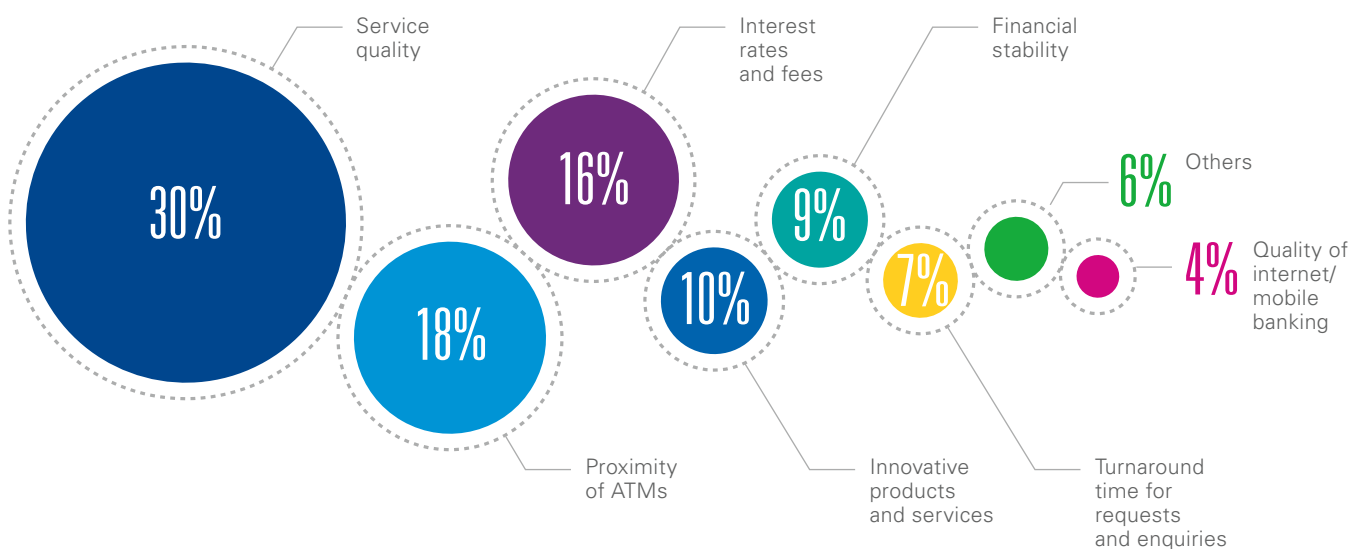 Service
quality
30%
Proximity
of ATMs
18%
Interest
rates
and fees
16%
Innovative
products
and services
10%
Financial
stability
9%
Turnaround
time for
requests
and enquiries
7%
Others
6%
Quality of
internet/
mobile
banking
4%